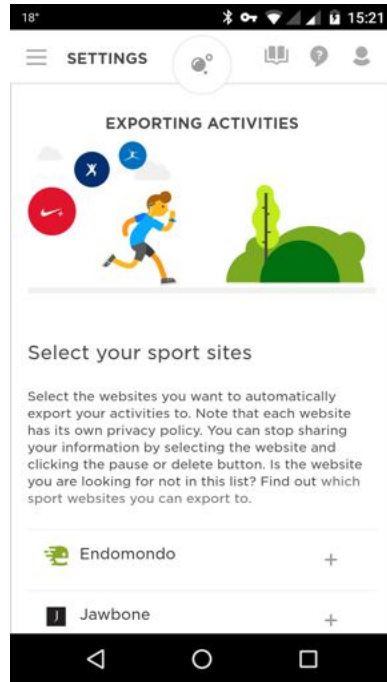 18° 15:21
SETTINGS
EXPORTING ACTIVITIES
Select your sport sites
Select the websites you want to automatically
export your activities to. Note that each website
has its own privacy policy. You can stop sharing
your information by selecting the website and
clicking the pause or delete button. Is the website
you are looking for not in this list? Find out which
sport websites you can export to.
Endomondo +
J Jawbone +